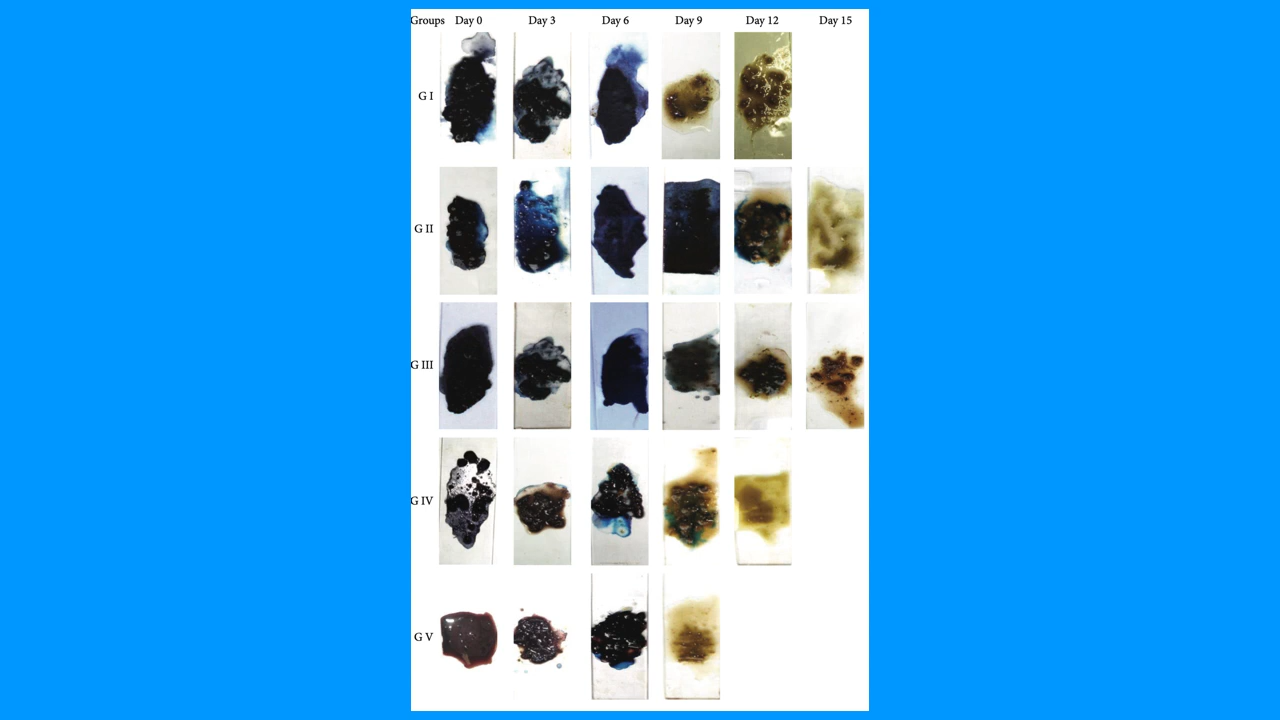 Groups Day 0 Day 3 Day 6 Day 9 Day 12 Day 15
G I
G II
G III
G IV
G V